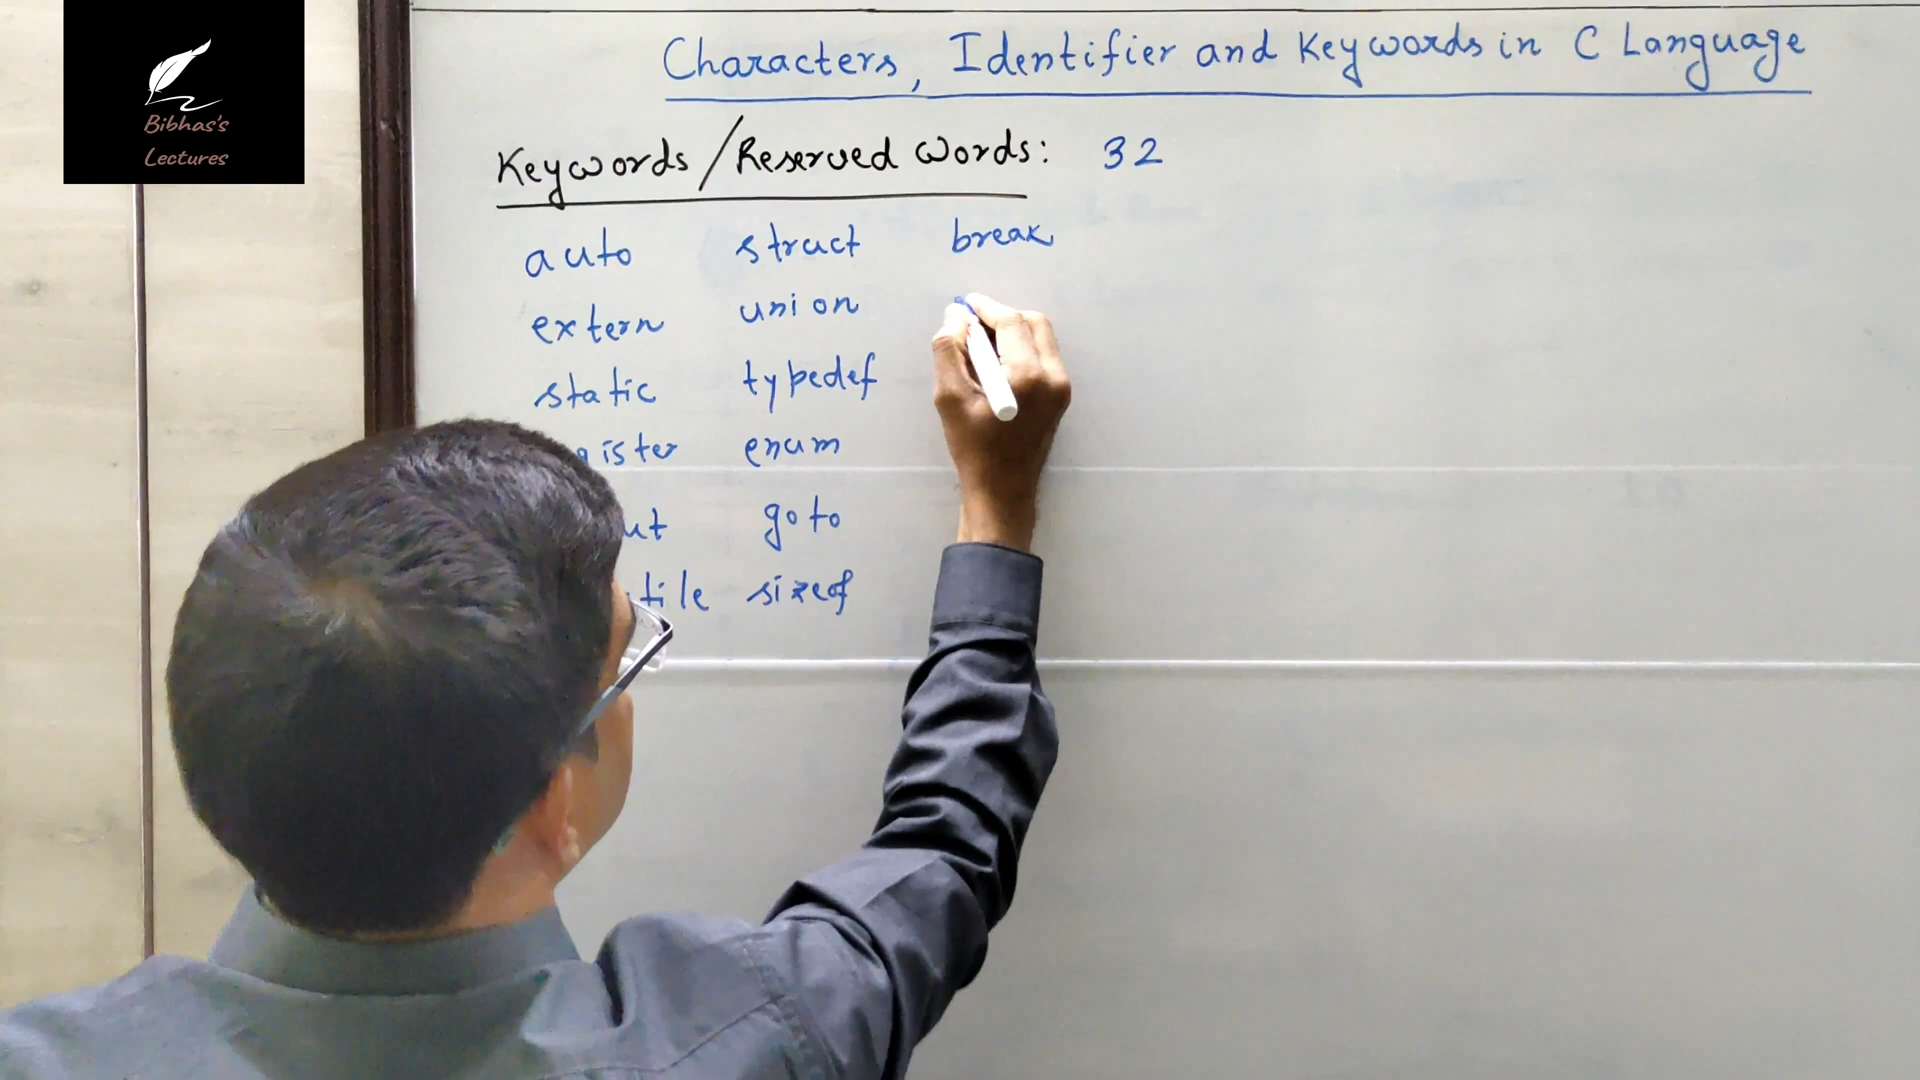 Bibhas's
Lectures
Characters, Identifier and Keywords in C Language
Keywords/Reserved Words: 32
auto struct break
extern union
static typedef
enum
goto
sizeof